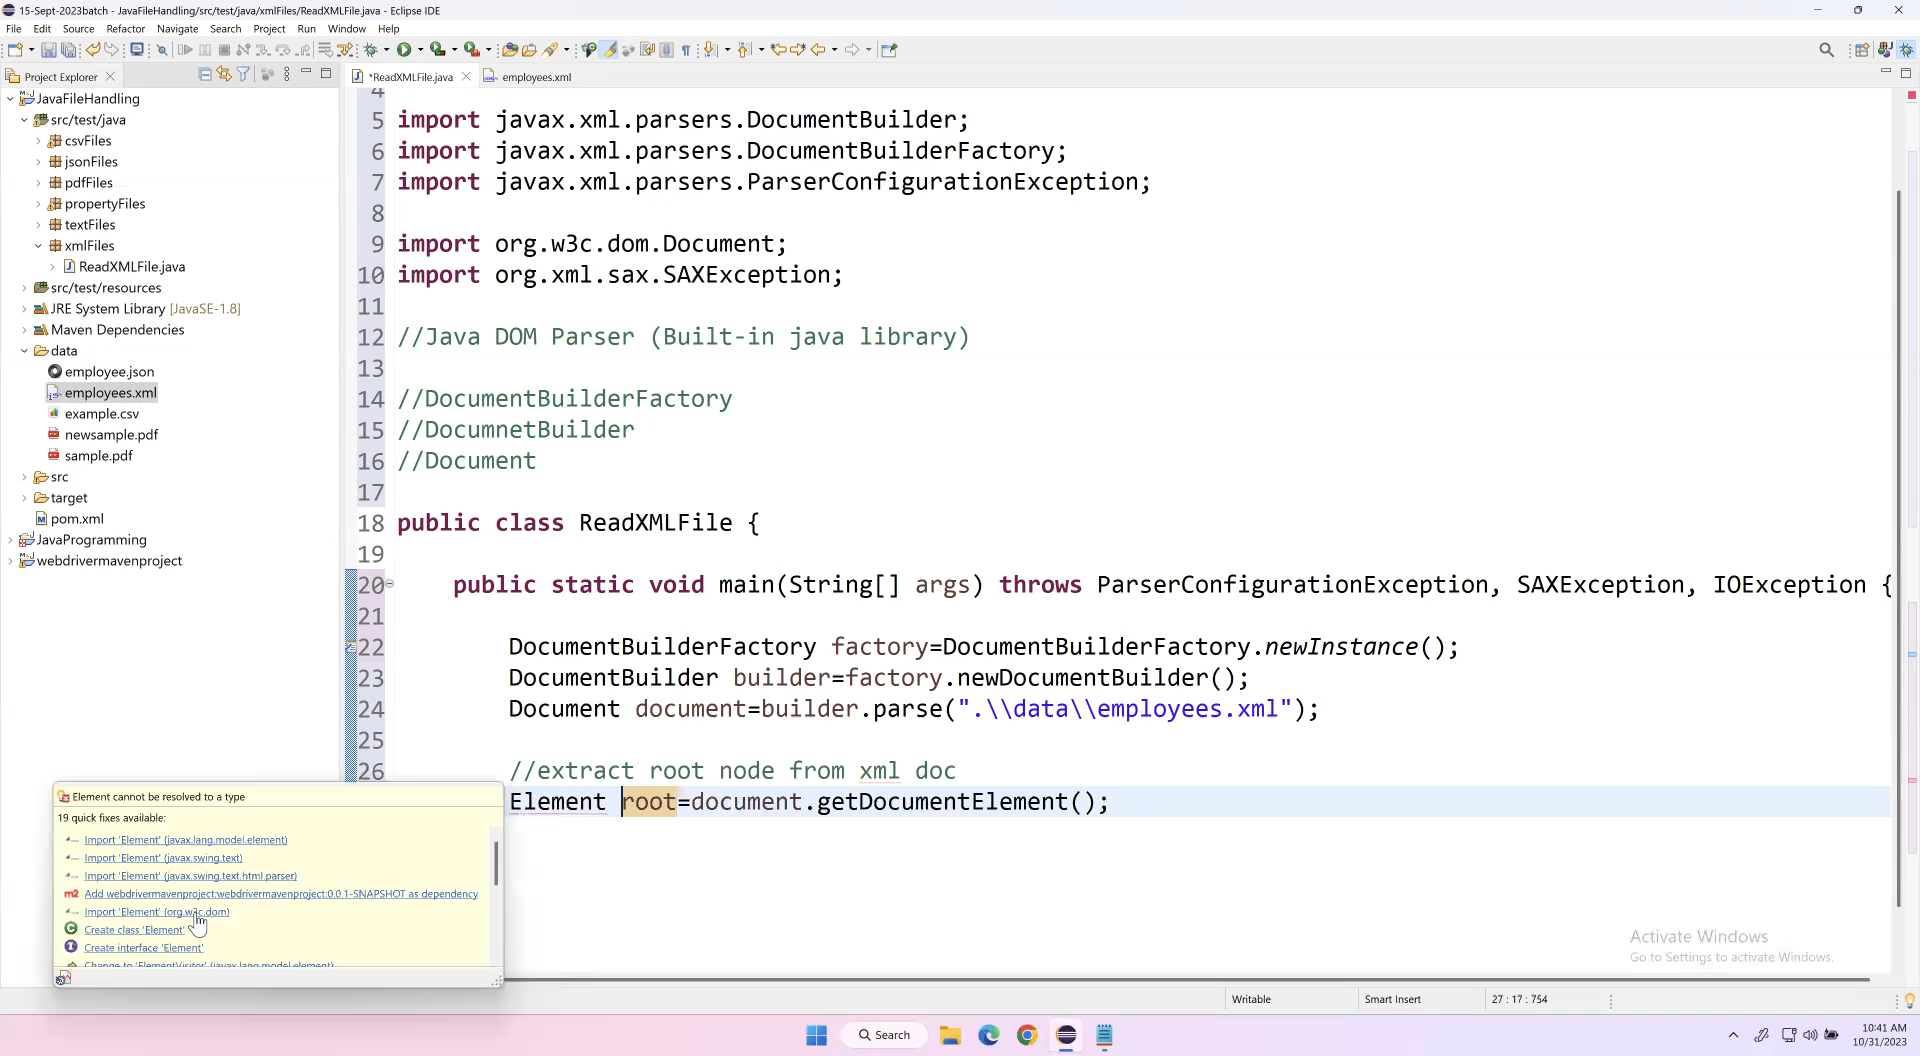 15-Sept-2023batch - JavaFileHandling/src/test/java/xmlFiles/ReadXMLFile.java - Eclipse IDE
File Edit Source Refactor Navigate Search Project Run Window Help
Project Explorer
*ReadXMLFile.java
employees.xml
JavaFileHandling
src/test/java
csvFiles
jsonFiles
pdfFiles
propertyFiles
textFiles
xmlFiles
ReadXMLFile.java
src/test/resources
JRE System Library [JavaSE-1.8]
Maven Dependencies
data
employee.json
employees.xml
example.csv
newsample.pdf
sample.pdf
src
target
pom.xml
JavaProgramming
webdrivermavenproject
4
5 import javax.xml.parsers.DocumentBuilder;
6 import javax.xml.parsers.DocumentBuilderFactory;
7 import javax.xml.parsers.ParserConfigurationException;
8
9 import org.w3c.dom.Document;
10 import org.xml.sax.SAXException;
11
12 //Java DOM Parser (Built-in java library)
13
14 //DocumentBuilderFactory
15 //DocumnetBuilder
16 //Document
17
18 public class ReadXMLFile {
19
20 public static void main(String[] args) throws ParserConfigurationException, SAXException, IOException {
21
22 DocumentBuilderFactory factory=DocumentBuilderFactory.newInstance();
23 DocumentBuilder builder=factory.newDocumentBuilder();
24 Document document=builder.parse(".\\data\\employees.xml");
25
26 //extract root node from xml doc
Element root=document.getDocumentElement();
Element cannot be resolved to a type
19 quick fixes available:
Import 'Element' (javax.lang.model.element)
Import 'Element' (javax.swing.text)
Import 'Element' (javax.swing.text.html.parser)
Add webdrivermavenproject:webdrivermavenproject:0.0.1-SNAPSHOT as dependency
Import 'Element' (org.w3c.dom)
Create class 'Element'
Create interface 'Element'
Change to 'ElementVisitor' (javax.lang.model.element)
Activate Windows
Go to Settings to activate Windows.
Writable
Smart Insert
27 : 17 : 754
Search
10:41 AM
10/31/2023